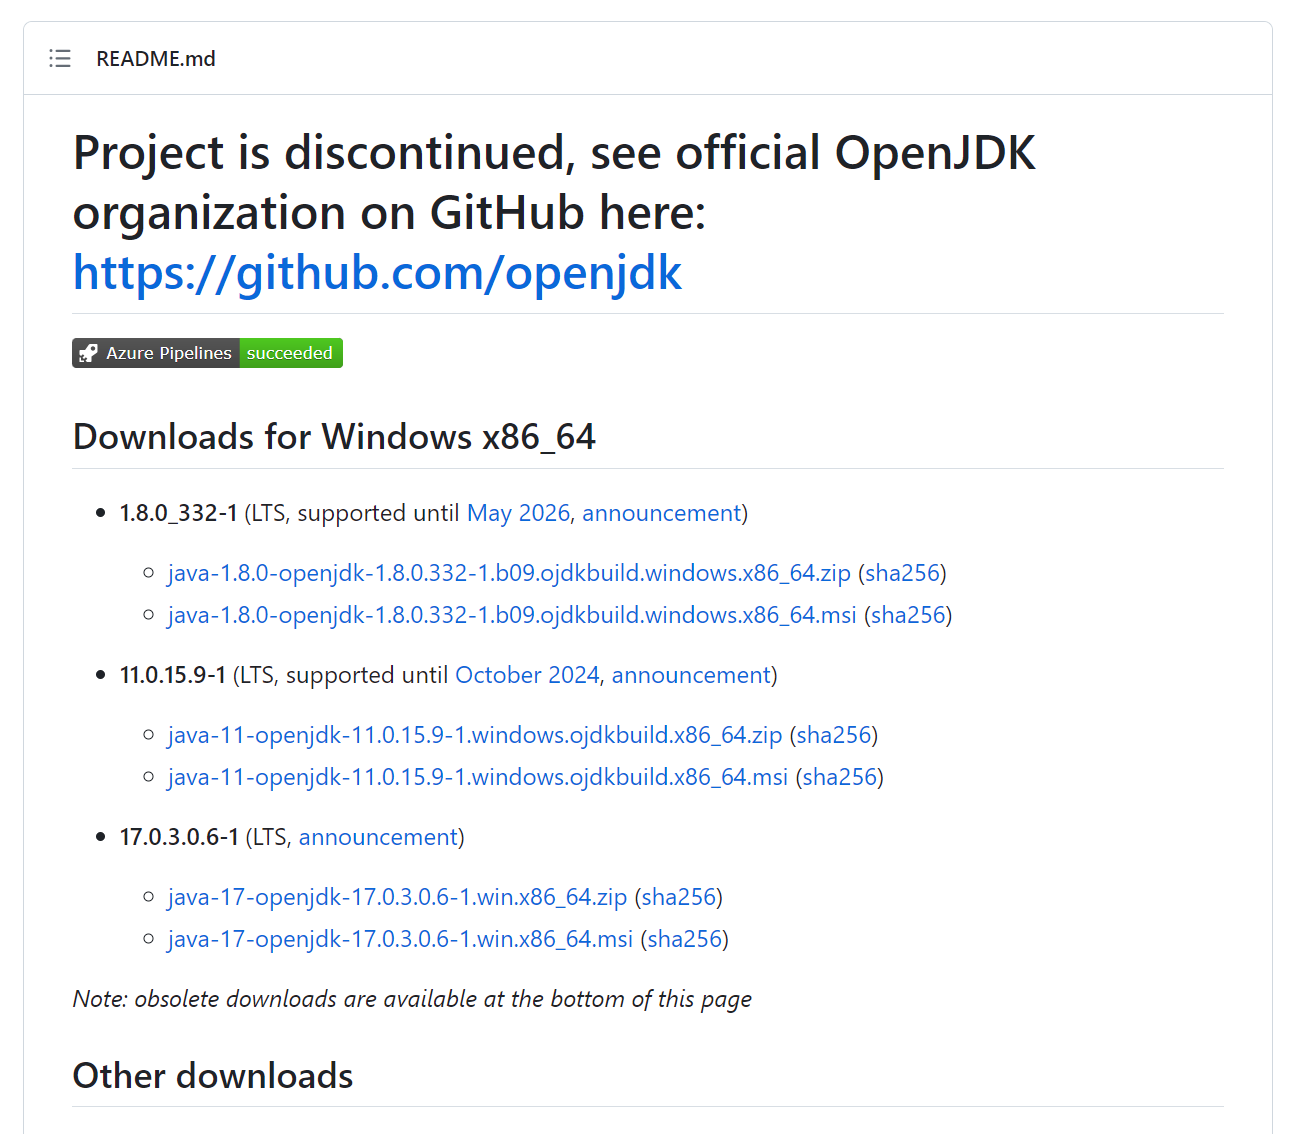 README.md
Project is discontinued, see official OpenJDK
organization on GitHub here:
https://github.com/openjdk
Azure Pipelines succeeded
Downloads for Windows x86_64
1.8.0_332-1 (LTS, supported until May 2026, announcement)
java-1.8.0-openjdk-1.8.0.332-1.b09.ojdkbuild.windows.x86_64.zip (sha256)
java-1.8.0-openjdk-1.8.0.332-1.b09.ojdkbuild.windows.x86_64.msi (sha256)
11.0.15.9-1 (LTS, supported until October 2024, announcement)
java-11-openjdk-11.0.15.9-1.windows.ojdkbuild.x86_64.zip (sha256)
java-11-openjdk-11.0.15.9-1.windows.ojdkbuild.x86_64.msi (sha256)
17.0.3.0.6-1 (LTS, announcement)
java-17-openjdk-17.0.3.0.6-1.win.x86_64.zip (sha256)
java-17-openjdk-17.0.3.0.6-1.win.x86_64.msi (sha256)
Note: obsolete downloads are available at the bottom of this page
Other downloads